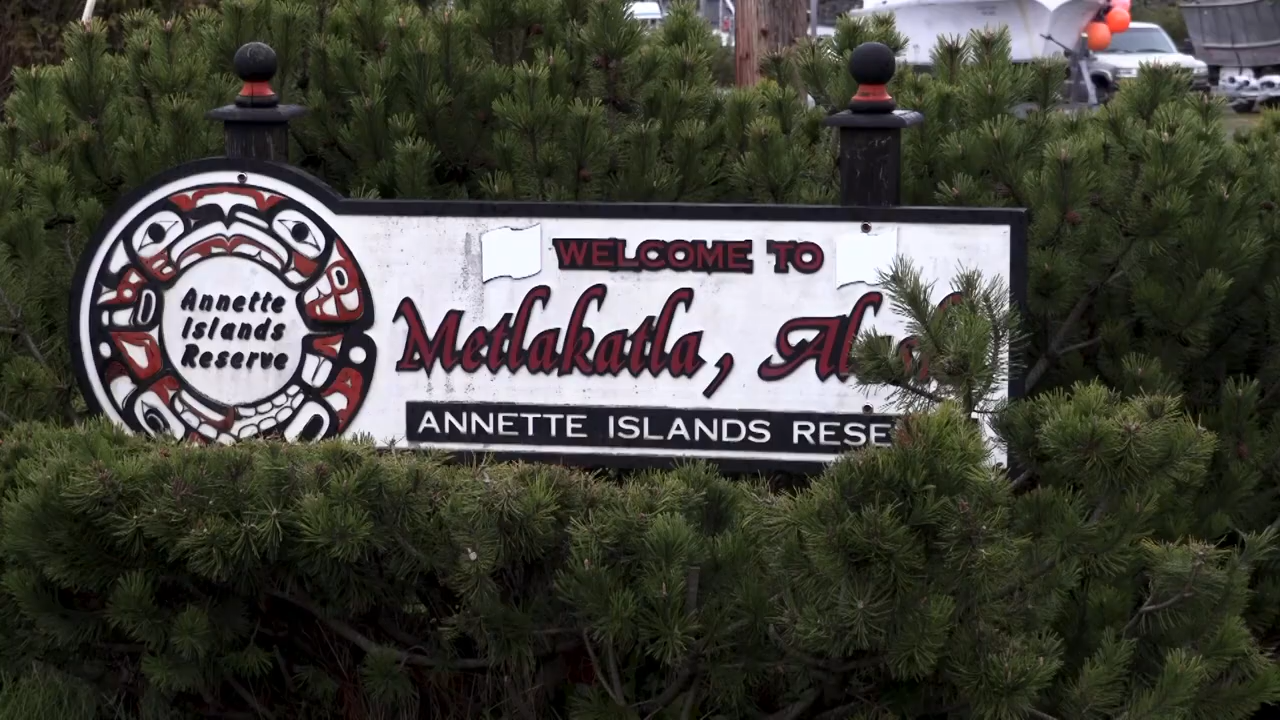 Annette
Islands
Reserve
WELCOME TO
Metlakatla,
ANNETTE ISLANDS